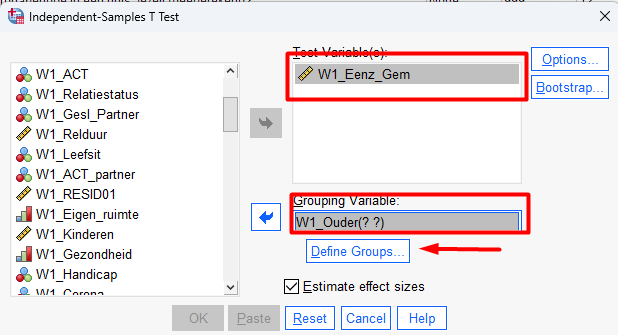 Independent-Samples T Test
W1_ACT
W1_Relatiestatus
W1_Gesl_Partner
W1_Relduur
W1_Leefsit
W1_ACT_partner
W1_RESID01
W1_Eigen_ruimte
W1_Kinderen
W1_Gezondheid
W1_Handicap
W1_Corona
Test Variable(s):
W1_Eenz_Gem
Options...
Bootstrap...
Grouping Variable:
W1_Ouder(? ?)
Define Groups...
Estimate effect sizes
OK
Paste
Reset
Cancel
Help